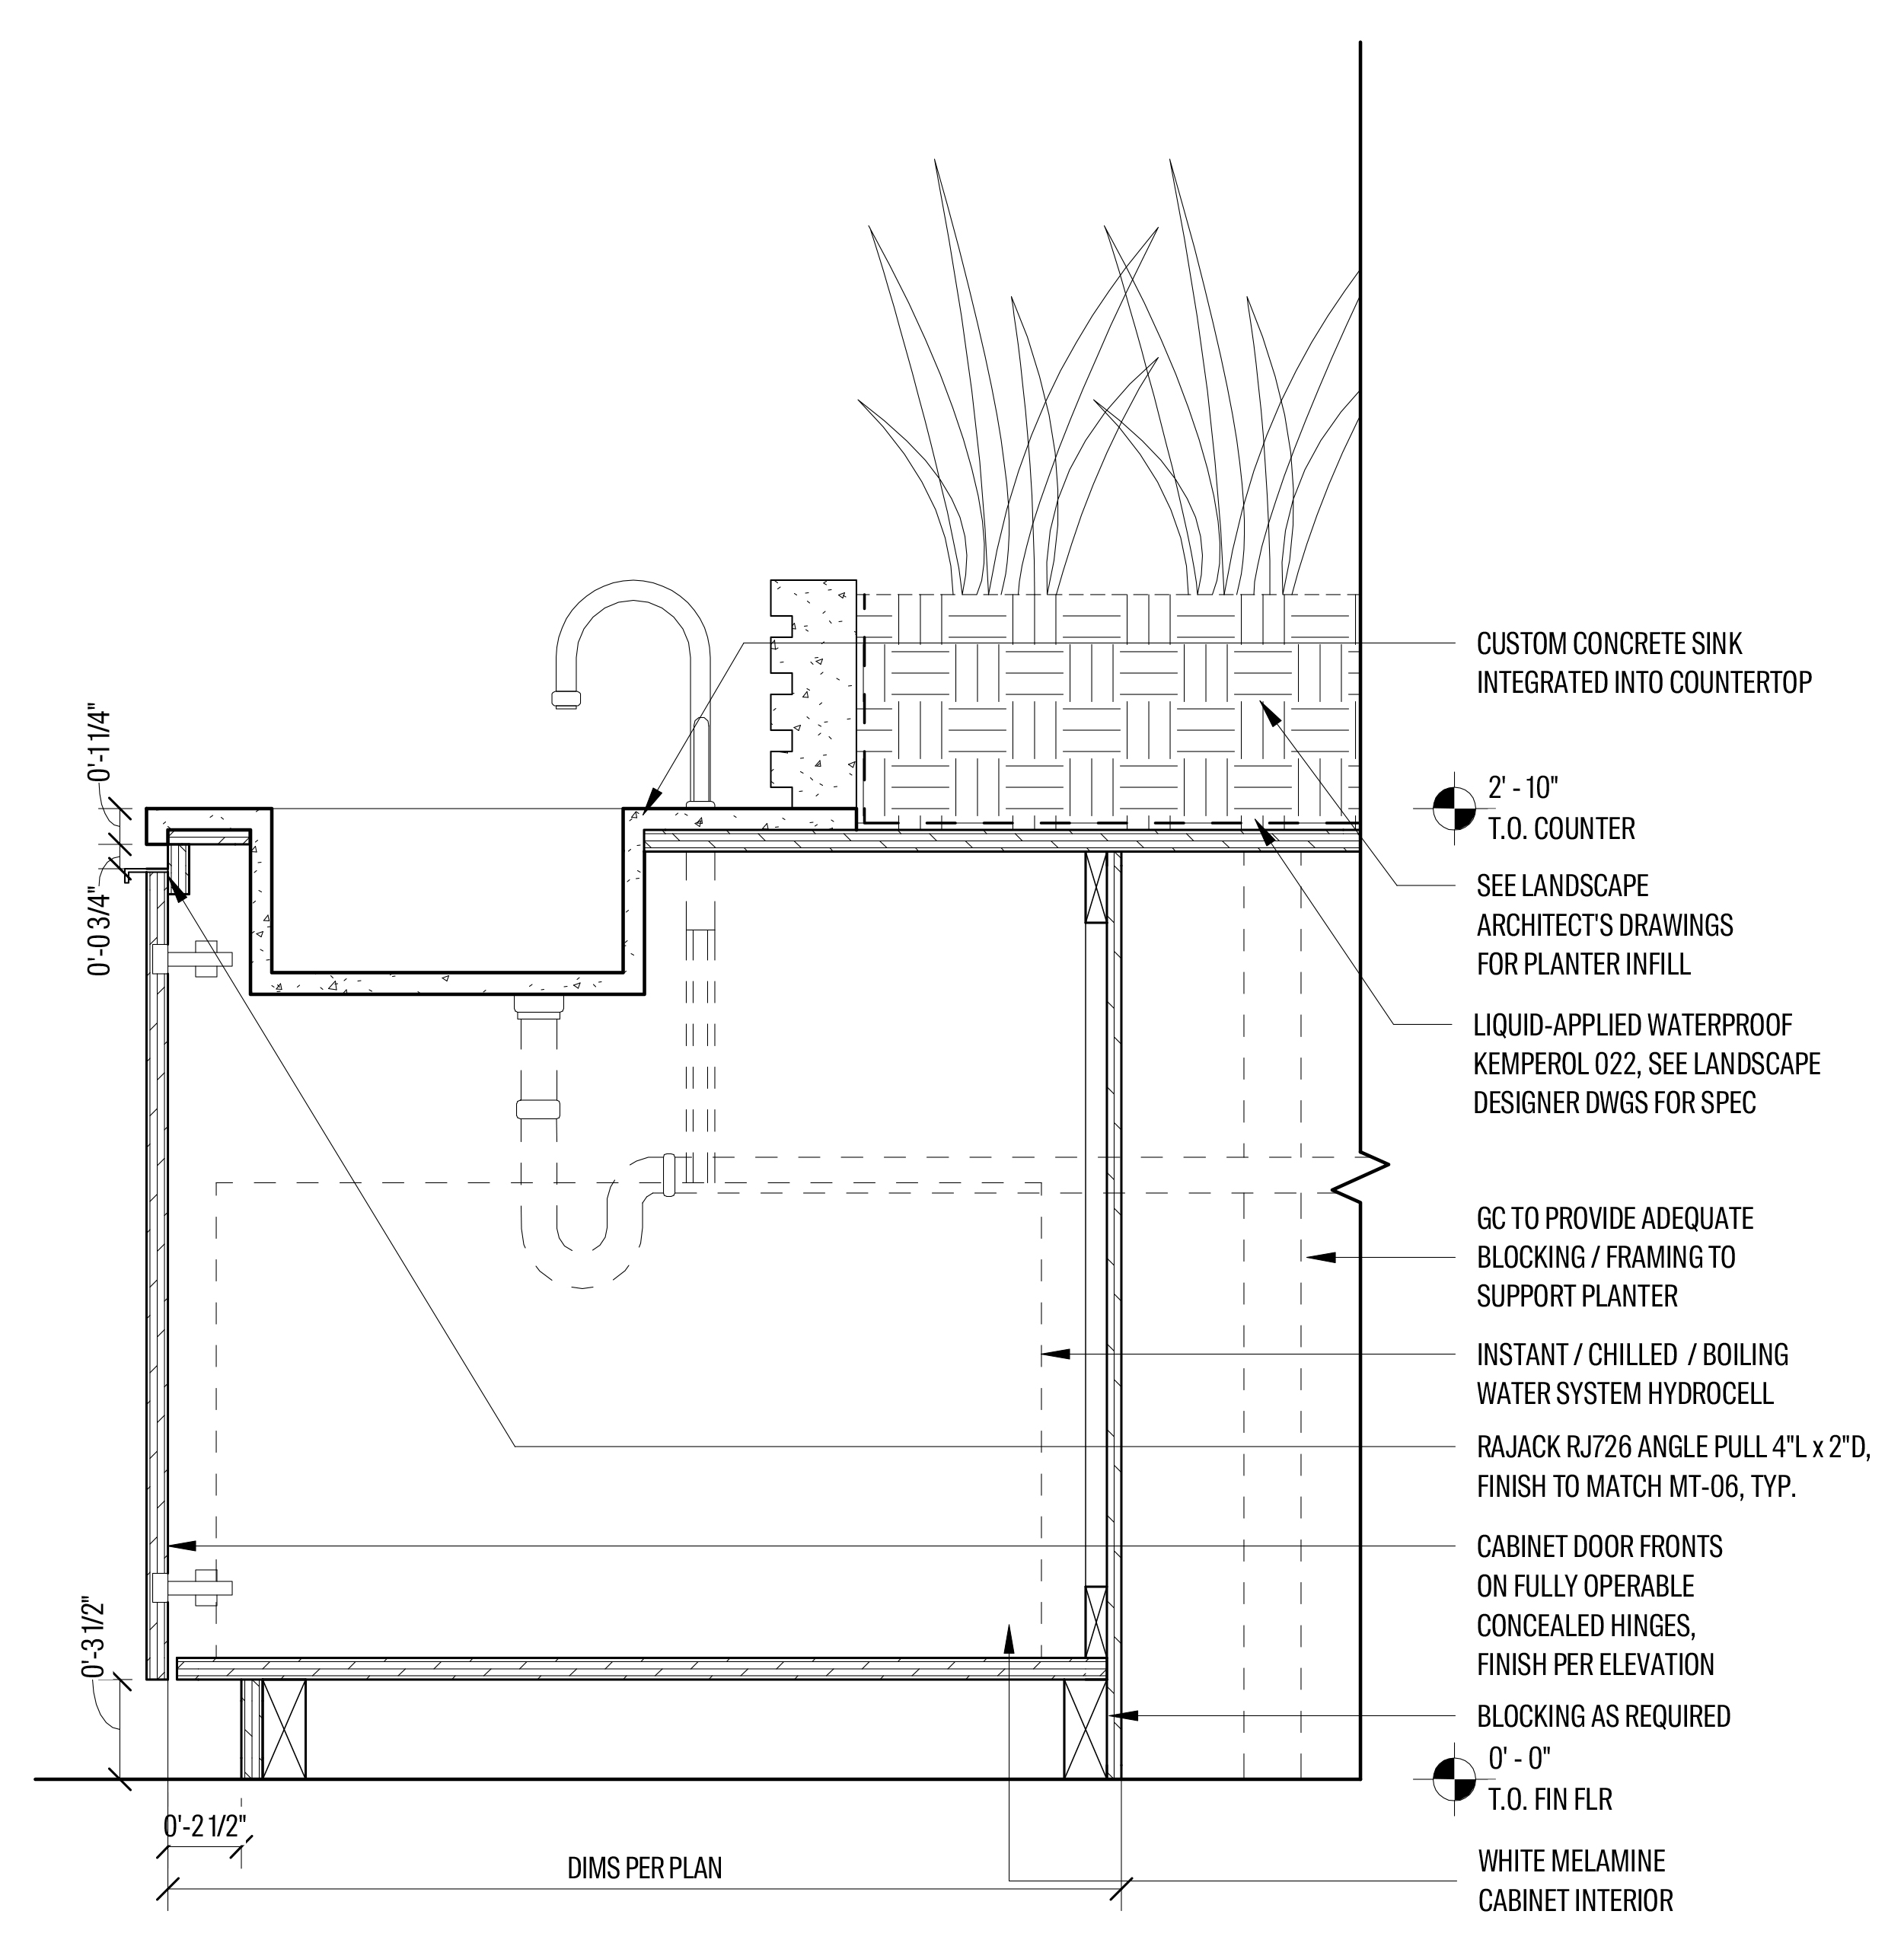 CUSTOM CONCRETE SINK
INTEGRATED INTO COUNTERTOP
0'-1 1/4"
2' - 10"
T.O. COUNTER
0'-0 3/4"
SEE LANDSCAPE
ARCHITECT'S DRAWINGS
FOR PLANTER INFILL
LIQUID-APPLIED WATERPROOF
KEMPEROL 022, SEE LANDSCAPE
DESIGNER DWGS FOR SPEC
GC TO PROVIDE ADEQUATE
BLOCKING / FRAMING TO
SUPPORT PLANTER
INSTANT / CHILLED / BOILING
WATER SYSTEM HYDROCELL
RAJACK RJ726 ANGLE PULL 4"L x 2"D,
FINISH TO MATCH MT-06, TYP.
CABINET DOOR FRONTS
ON FULLY OPERABLE
CONCEALED HINGES,
FINISH PER ELEVATION
0'-3 1/2"
BLOCKING AS REQUIRED
0' - 0"
T.O. FIN FLR
0'-2 1/2"
DIMS PER PLAN
WHITE MELAMINE
CABINET INTERIOR